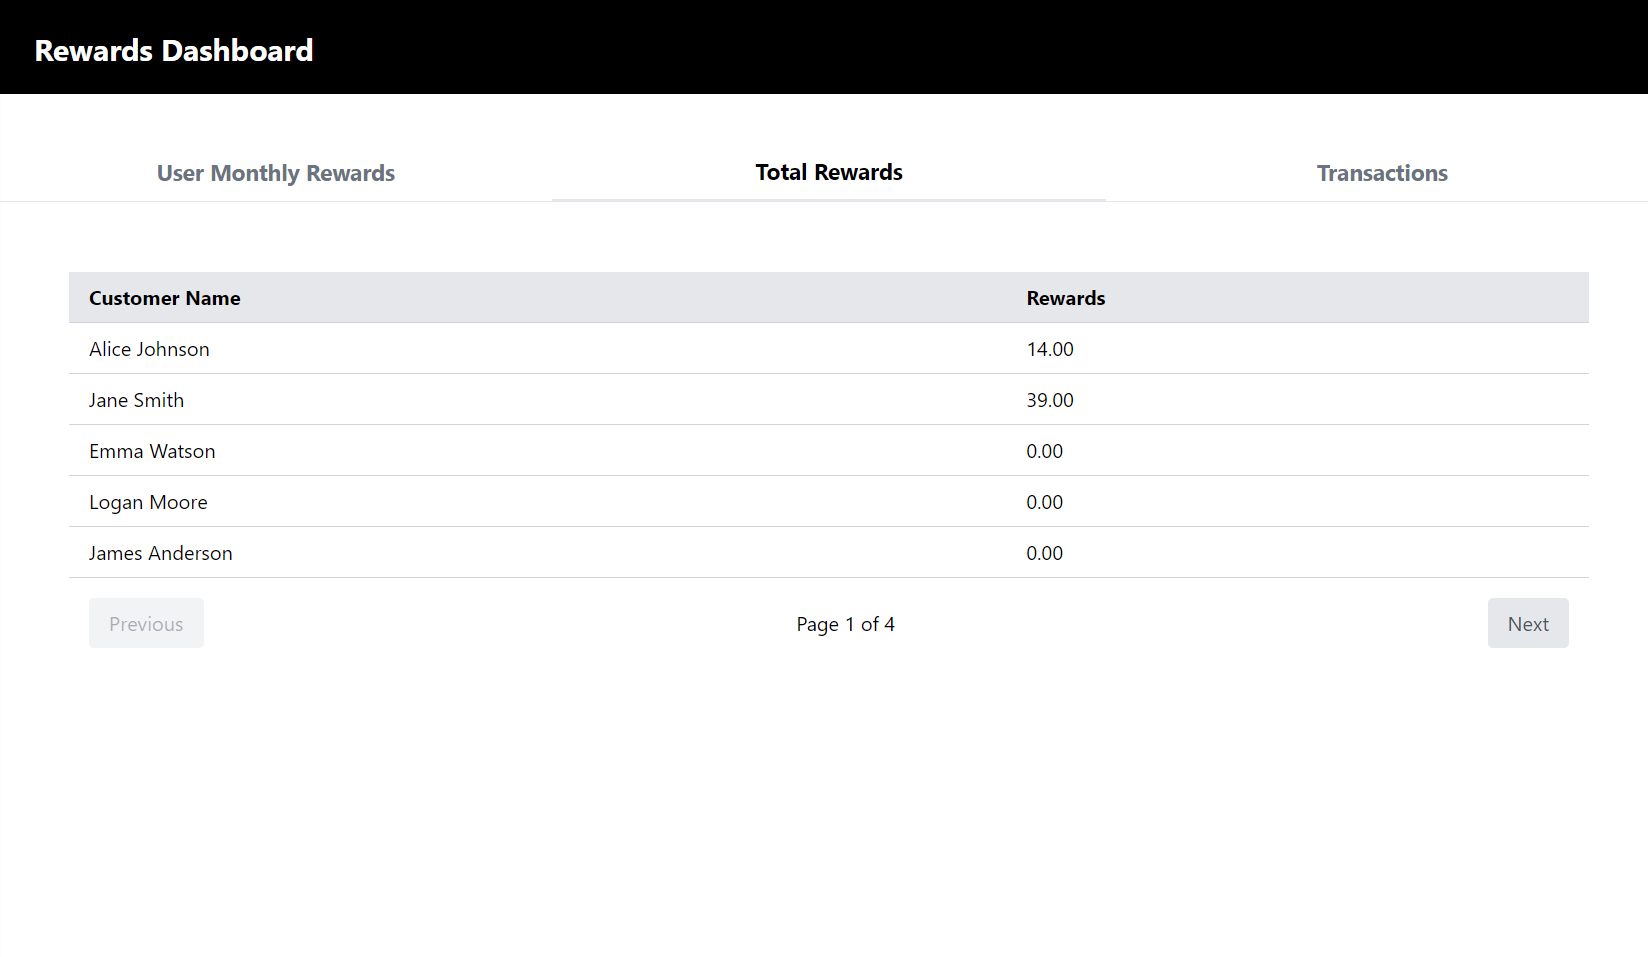 Rewards Dashboard
User Monthly Rewards Total Rewards Transactions
Customer Name Rewards
Alice Johnson 14.00
Jane Smith 39.00
Emma Watson 0.00
Logan Moore 0.00
James Anderson 0.00
Previous Page 1 of 4 Next